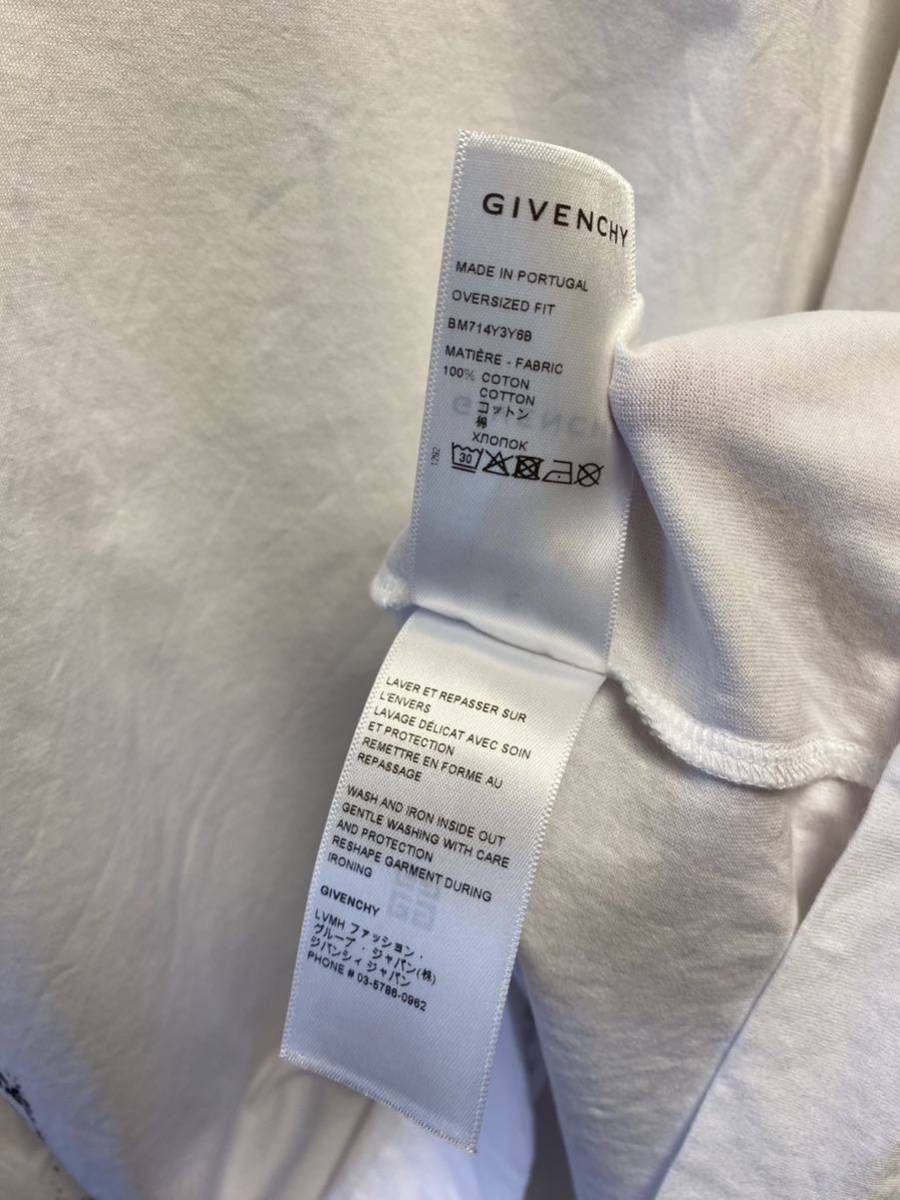 GIVENCHY
MADE IN PORTUGAL
OVERSIZED FIT
BM714Y3Y6B
MATIÈRE - FABRIC
100% COTON
COTTON
コットン
棉
ХЛОПОК
1292
30
LAVER ET REPASSER SUR
L'ENVERS
LAVAGE DÉLICAT AVEC SOIN
ET PROTECTION
REMETTRE EN FORME AU
REPASSAGE
WASH AND IRON INSIDE OUT
GENTLE WASHING WITH CARE
AND PROTECTION
RESHAPE GARMENT DURING
IRONING
GIVENCHY
LVMH ファッション・
グループ・ジャパン(株)
ジバンシィ ジャパン
PHONE # 03-5786-0962